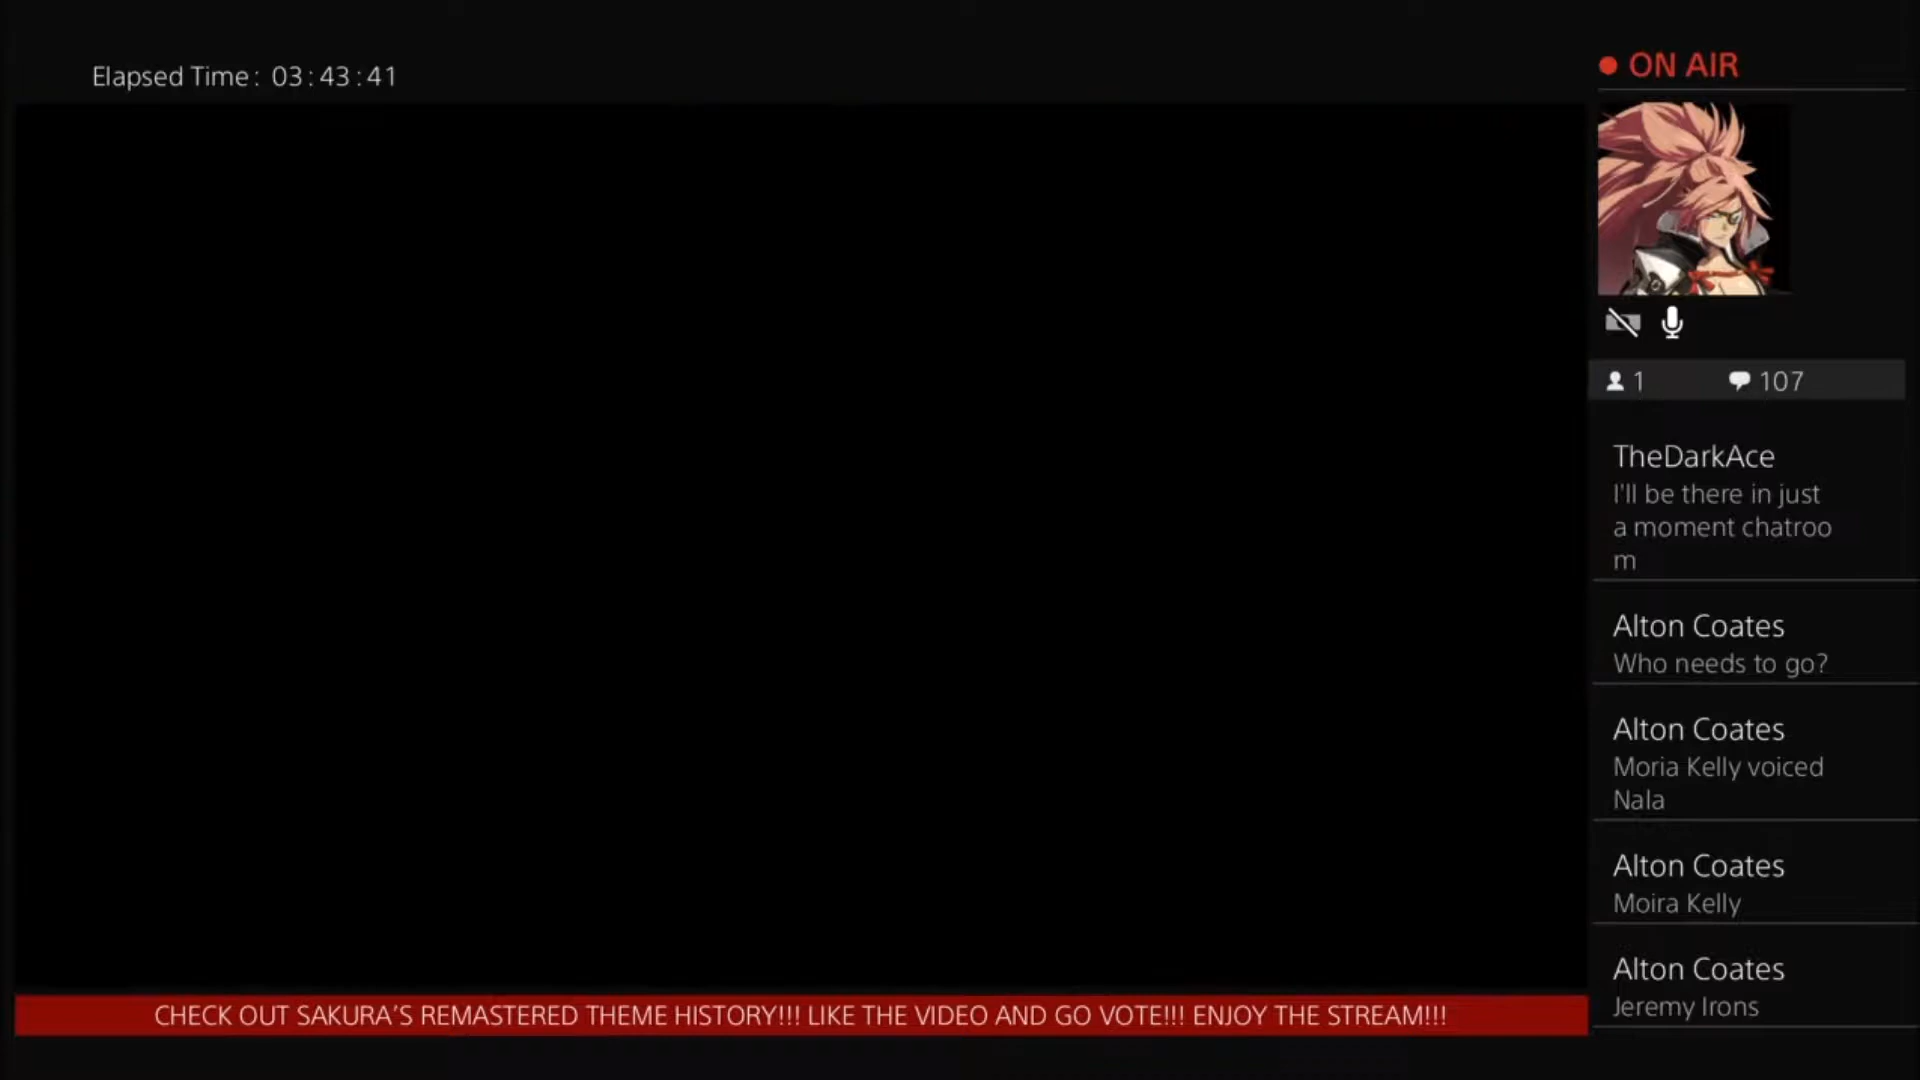 Elapsed Time: 03:43:41
ON AIR
1 107
TheDarkAce
I'll be there in just
a moment chatroo
m
Alton Coates
Who needs to go?
Alton Coates
Moria Kelly voiced
Nala
Alton Coates
Moira Kelly
Alton Coates
Jeremy Irons
CHECK OUT SAKURA'S REMASTERED THEME HISTORY!!! LIKE THE VIDEO AND GO VOTE!!! ENJOY THE STREAM!!!